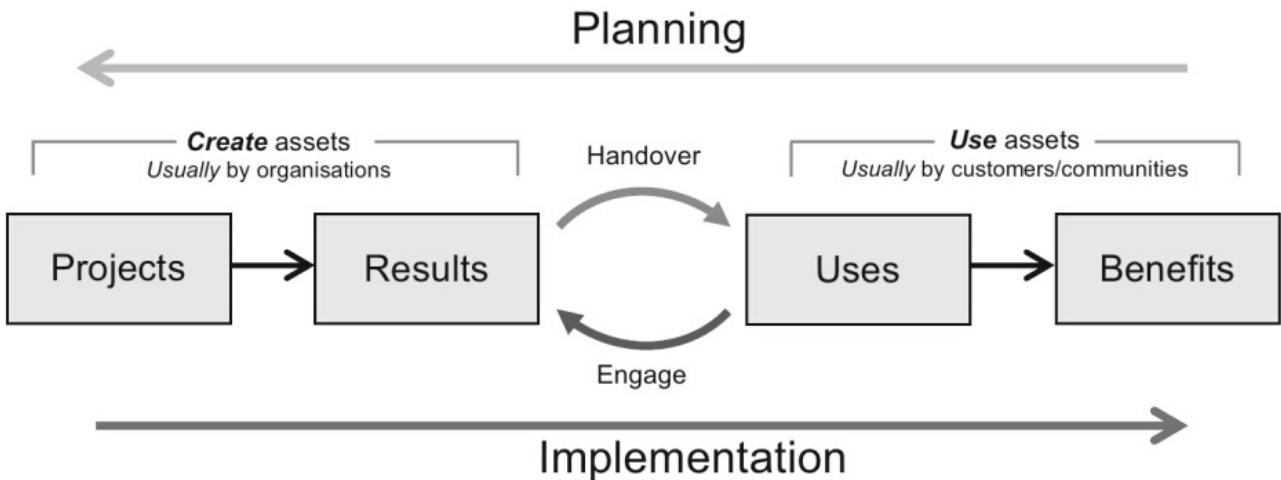 Planning
Create assets
Usually by organisations
Handover
Use assets
Usually by customers/communities
Projects
Results
Uses
Benefits
Engage
Implementation